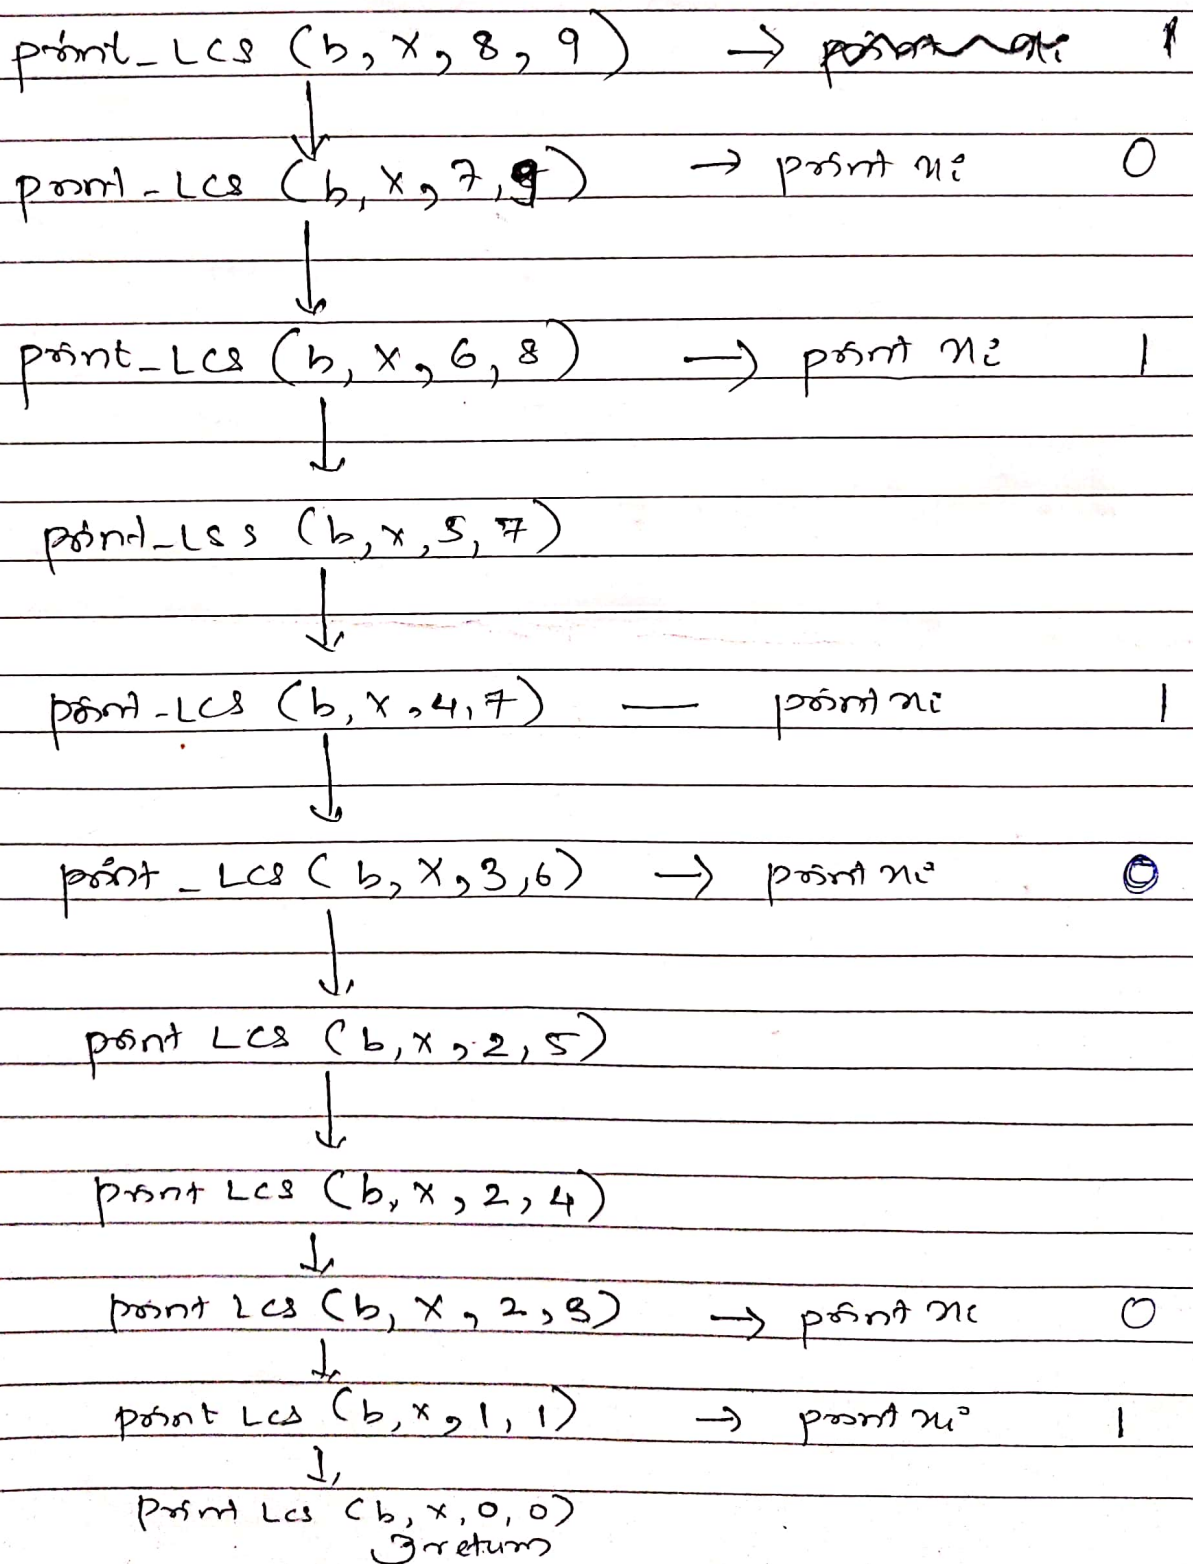 print_LCS (b, x, 8, 9) → 1
↓
print_LCS (b, x, 7, 9) → print xi 0
↓
print_LCS (b, x, 6, 8) → print xi 1
↓
print_LSS (b, x, 5, 7)
↓
print_LCS (b, x, 4, 7) — print xi 1
↓
print_LCS (b, x, 3, 6) → print xi 0
↓
print LCS (b, x, 2, 5)
↓
print LCS (b, x, 2, 4)
↓
print LCS (b, x, 2, 3) → print xi 0
↓
print LCS (b, x, 1, 1) → print xi 1
↓
print LCS (b, x, 0, 0)
return